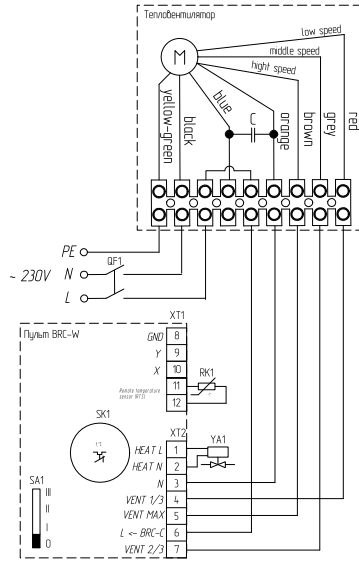 Тепловентилятор
low speed
middle speed
hight speed
M
yellow-green
black
blue
C
orange
brown
grey
red
PE
QF1
~ 230V
N
L
Пульт BRC-W
XT1
GND 8
Y 9
X 10
Remote temperature
sensor (RTS)
11
12
RK1
SK1
t°C
XT2
HEAT L 1
YA1
HEAT N 2
N 3
VENT 1/3 4
VENT MAX 5
L <- BRC-C 6
VENT 2/3 7
SA1
III
II
I
0